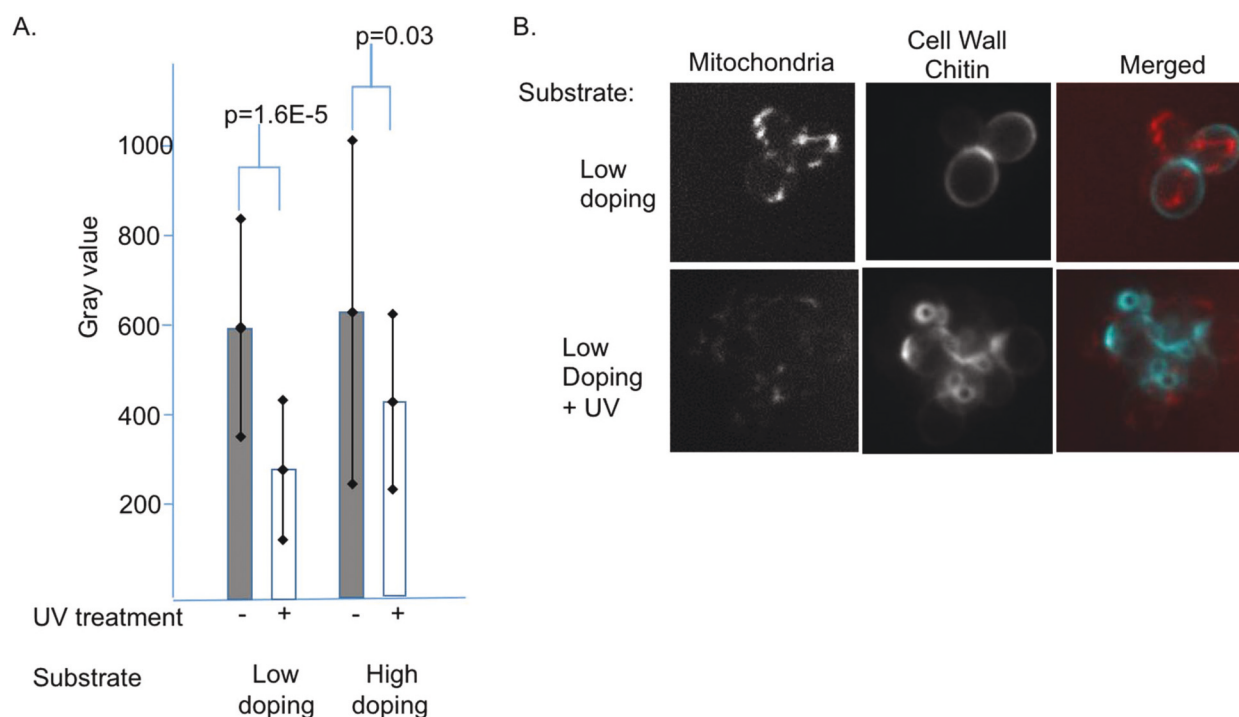 A.
p=0.03
p=1.6E-5
1000
800
600
400
200
Gray value
UV treatment - + - +
Substrate Low doping High doping
B.
Mitochondria
Cell Wall
Chitin
Merged
Substrate:
Low
doping
Low
Doping
+ UV